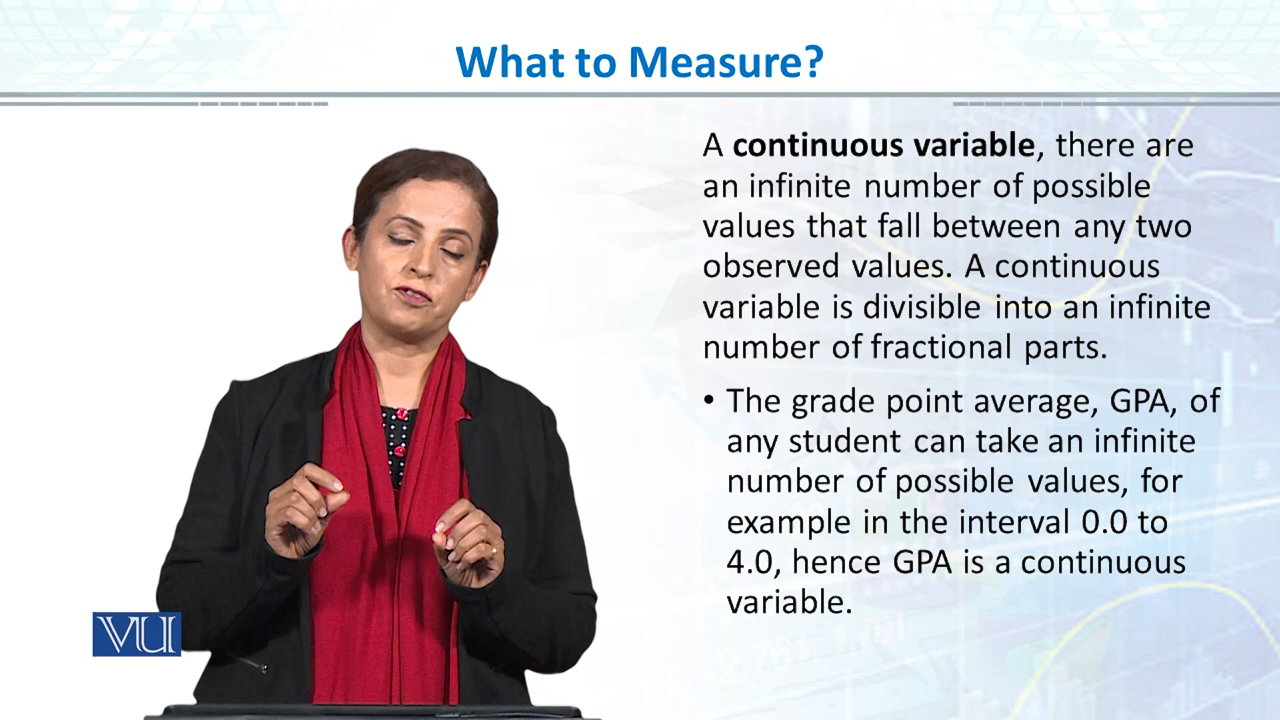 What to Measure?
A continuous variable, there are
an infinite number of possible
values that fall between any two
observed values. A continuous
variable is divisible into an infinite
number of fractional parts.
• The grade point average, GPA, of
any student can take an infinite
number of possible values, for
example in the interval 0.0 to
4.0, hence GPA is a continuous
variable.
VU